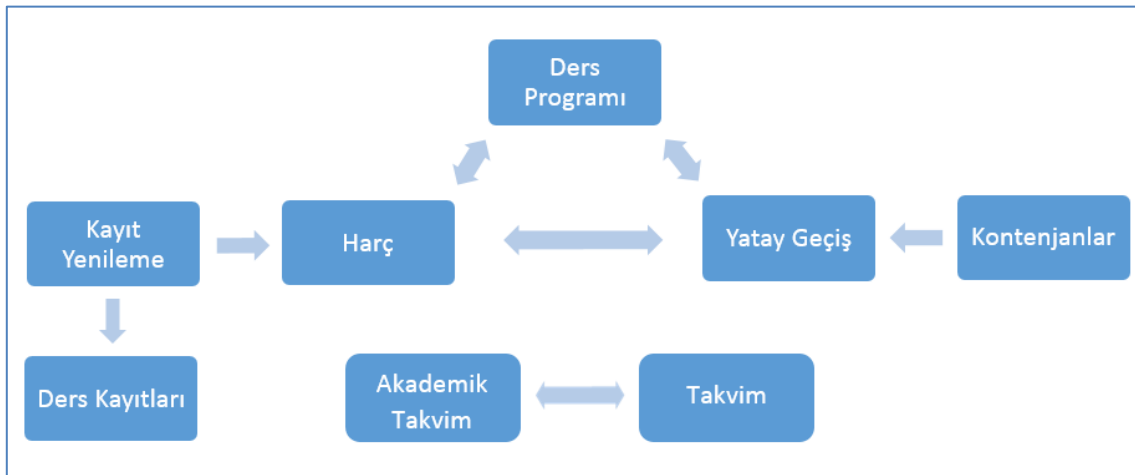 Ders
Programı
Kayıt
Yenileme
Harç
Yatay Geçiş
Kontenjanlar
Ders Kayıtları
Akademik
Takvim
Takvim